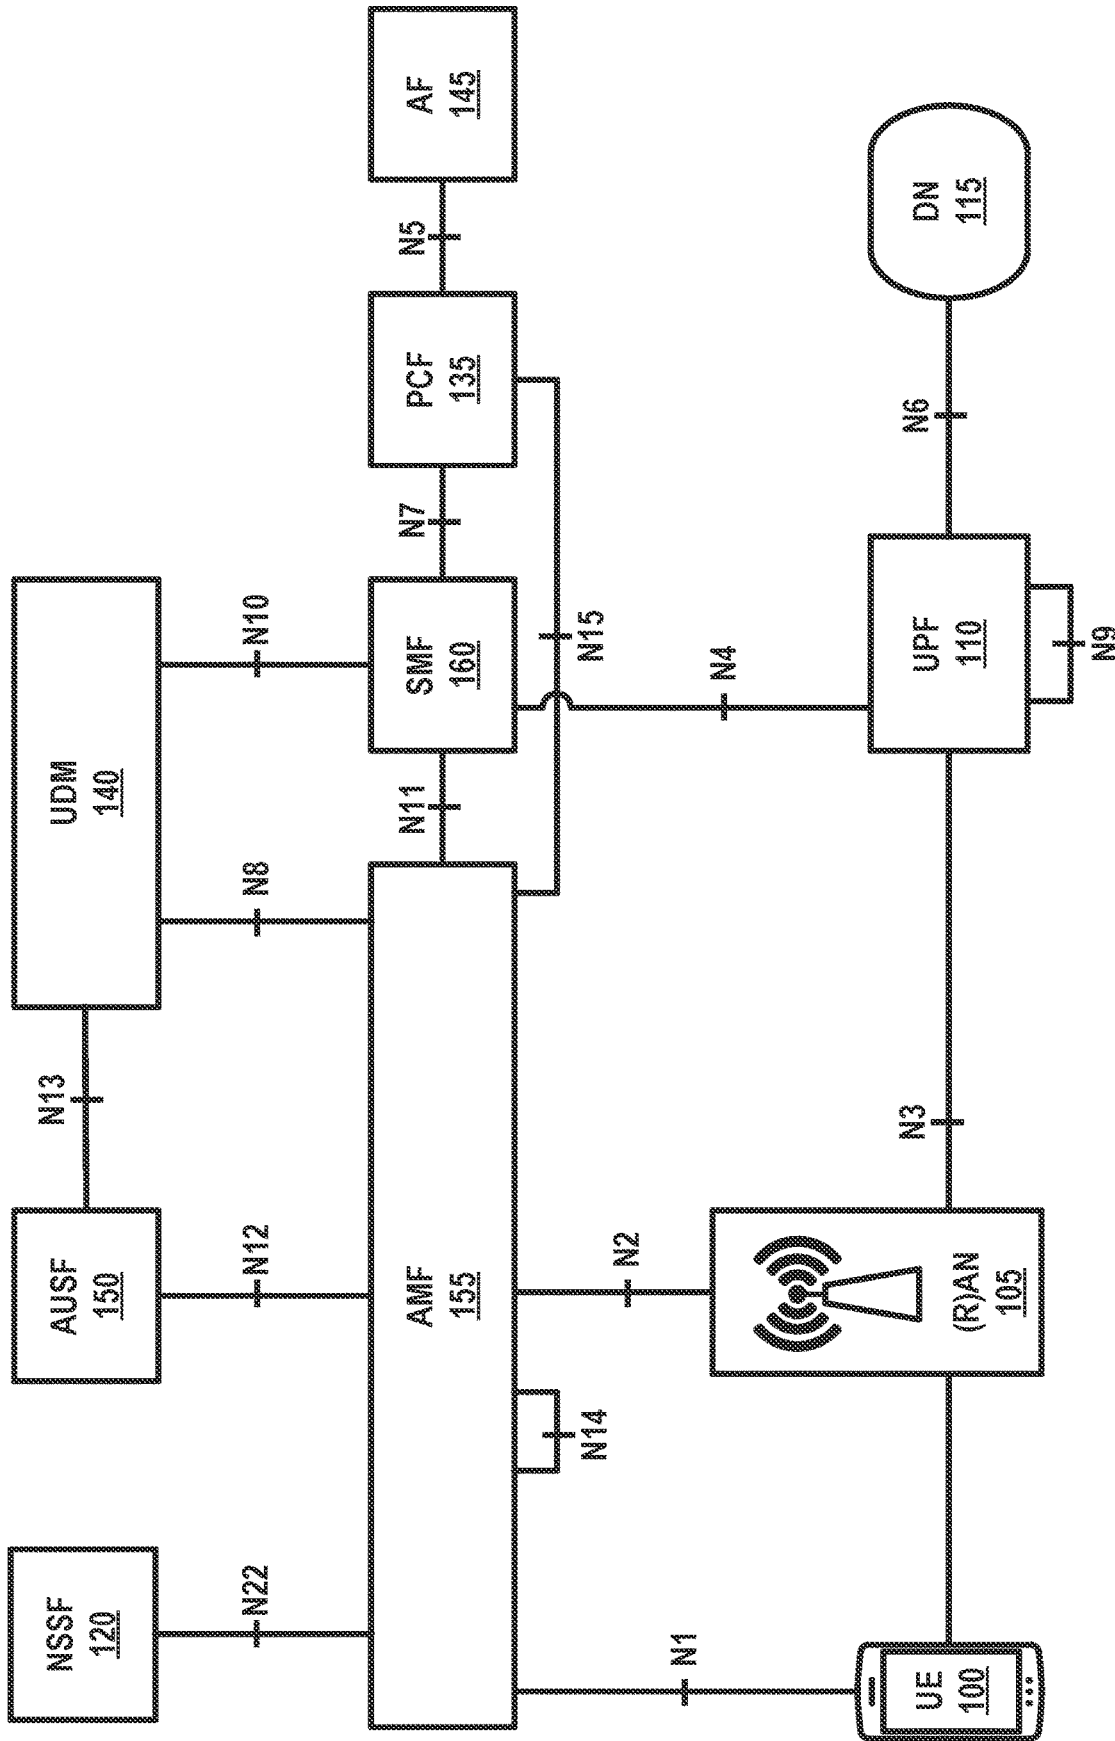 NSSF
120
AUSF
150
N13
UDM
140
N22
N12
N8
N10
AMF
155
N11
SMF
160
N7
PCF
135
N5
AF
145
N14
N15
N1
N2
N4
UE
100
(R)AN
105
N3
UPF
110
N6
DN
115
N9